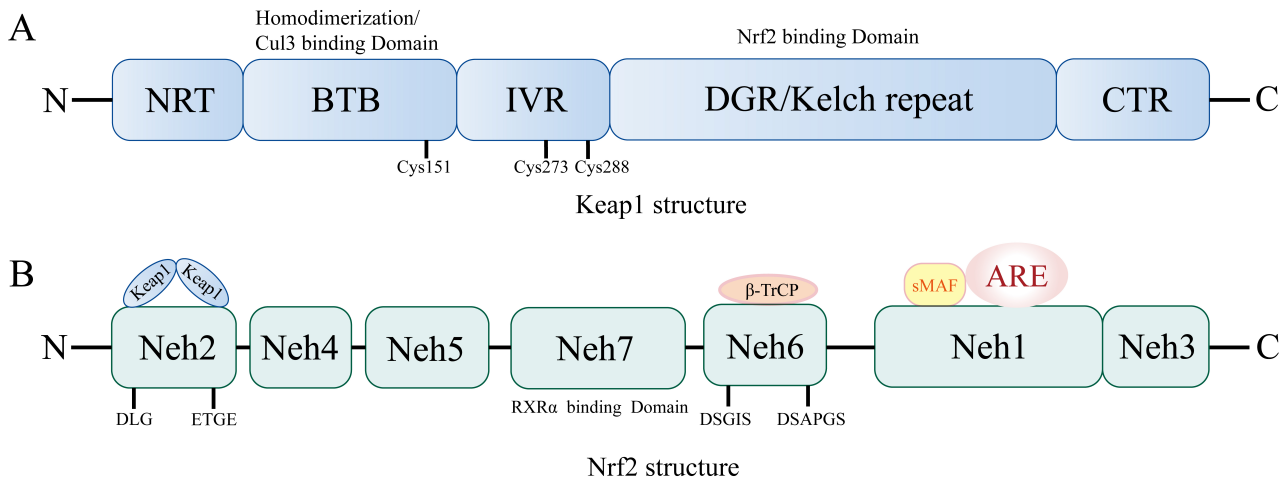 A
Homodimerization/
Cul3 binding Domain
Nrf2 binding Domain
N
NRT
BTB
IVR
DGR/Kelch repeat
CTR
C
Cys151
Cys273
Cys288
Keap1 structure
B
Keap1
Keap1
β-TrCP
sMAF
ARE
N
Neh2
Neh4
Neh5
Neh7
Neh6
Neh1
Neh3
C
DLG
ETGE
RXRα binding Domain
DSGIS
DSAPGS
Nrf2 structure